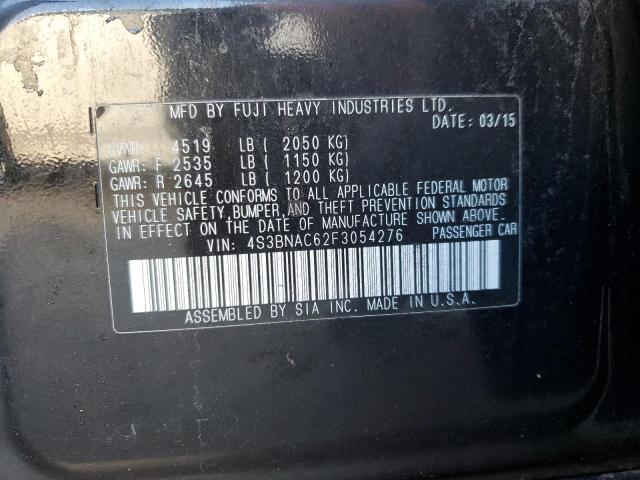 MFD BY FUJI HEAVY INDUSTRIES LTD.
DATE: 03/15
GVWR: 4519 LB ( 2050 KG)
GAWR: F 2535 LB ( 1150 KG)
GAWR: R 2645 LB ( 1200 KG)
THIS VEHICLE CONFORMS TO ALL APPLICABLE FEDERAL MOTOR
VEHICLE SAFETY, BUMPER, AND THEFT PREVENTION STANDARDS
IN EFFECT ON THE DATE OF MANUFACTURE SHOWN ABOVE.
VIN: 4S3BNAC62F3054276 PASSENGER CAR
ASSEMBLED BY SIA INC. MADE IN U.S.A.